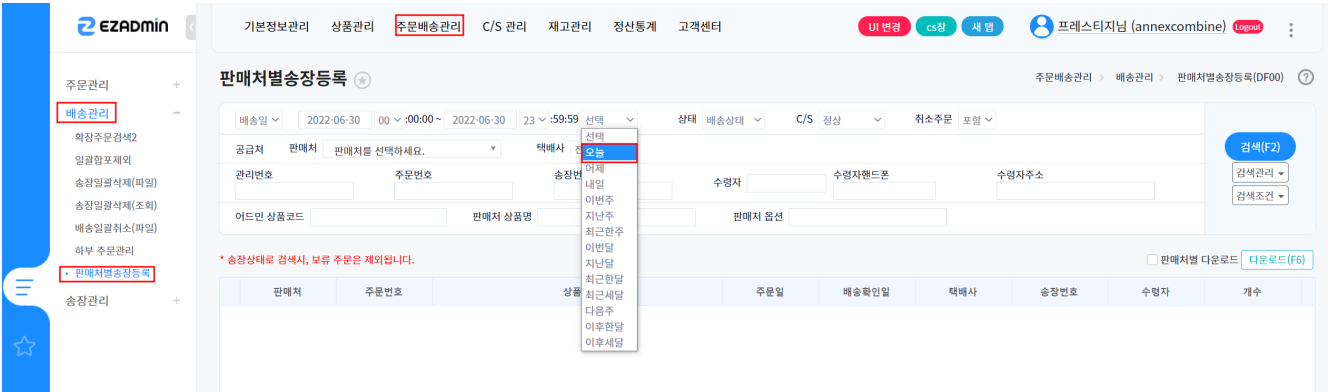 EZADMIN
기본정보관리 상품관리 주문배송관리 C/S 관리 재고관리 정산통계 고객센터
UI 변경 cs창 새 탭 프레스티지님 (annexcombine) Logout
주문관리
배송관리
확장주문검색2
일괄합포제외
송장일괄삭제(파일)
송장일괄삭제(조회)
배송일괄취소(파일)
하부 주문관리
판매처별송장등록
송장관리
판매처별송장등록
주문배송관리 > 배송관리 > 판매처별송장등록(DF00)
배송일 2022-06-30 00 :00:00 ~ 2022-06-30 23 :59:59 선택 상태 배송상태 C/S 정상 취소주문 포함
공급처 판매처 판매처를 선택하세요. 택배사
관리번호 주문번호 수령자 수령자핸드폰 수령자주소
어드민 상품코드 판매처 상품명 판매처 옵션
검색(F2)
검색관리
검색조건
선택
오늘
어제
내일
이번주
지난주
최근한주
이번달
지난달
최근한달
최근세달
다음주
이후한달
이후세달
* 송장상태로 검색시, 보류 주문은 제외됩니다.
판매처별 다운로드 다운로드(F6)
판매처 주문번호 주문일 배송확인일 택배사 송장번호 수령자 개수